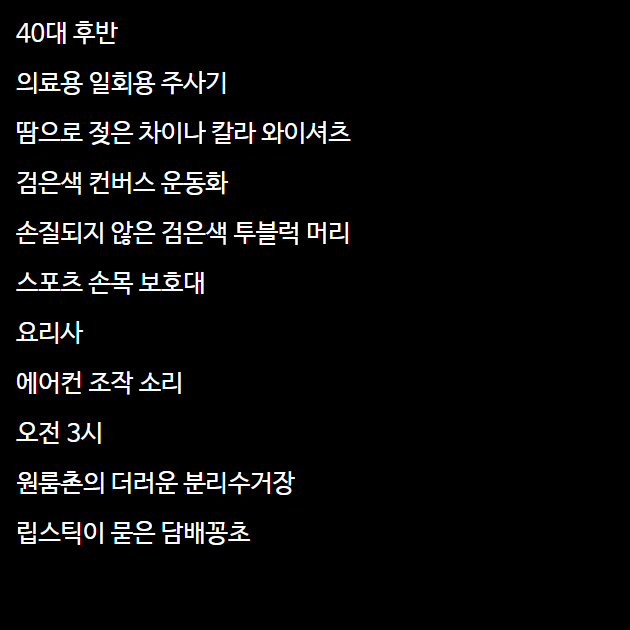 40대 후반
의료용 일회용 주사기
땀으로 젖은 차이나 칼라 와이셔츠
검은색 컨버스 운동화
손질되지 않은 검은색 투블럭 머리
스포츠 손목 보호대
요리사
에어컨 조작 소리
오전 3시
원룸촌의 더러운 분리수거장
립스틱이 묻은 담배꽁초